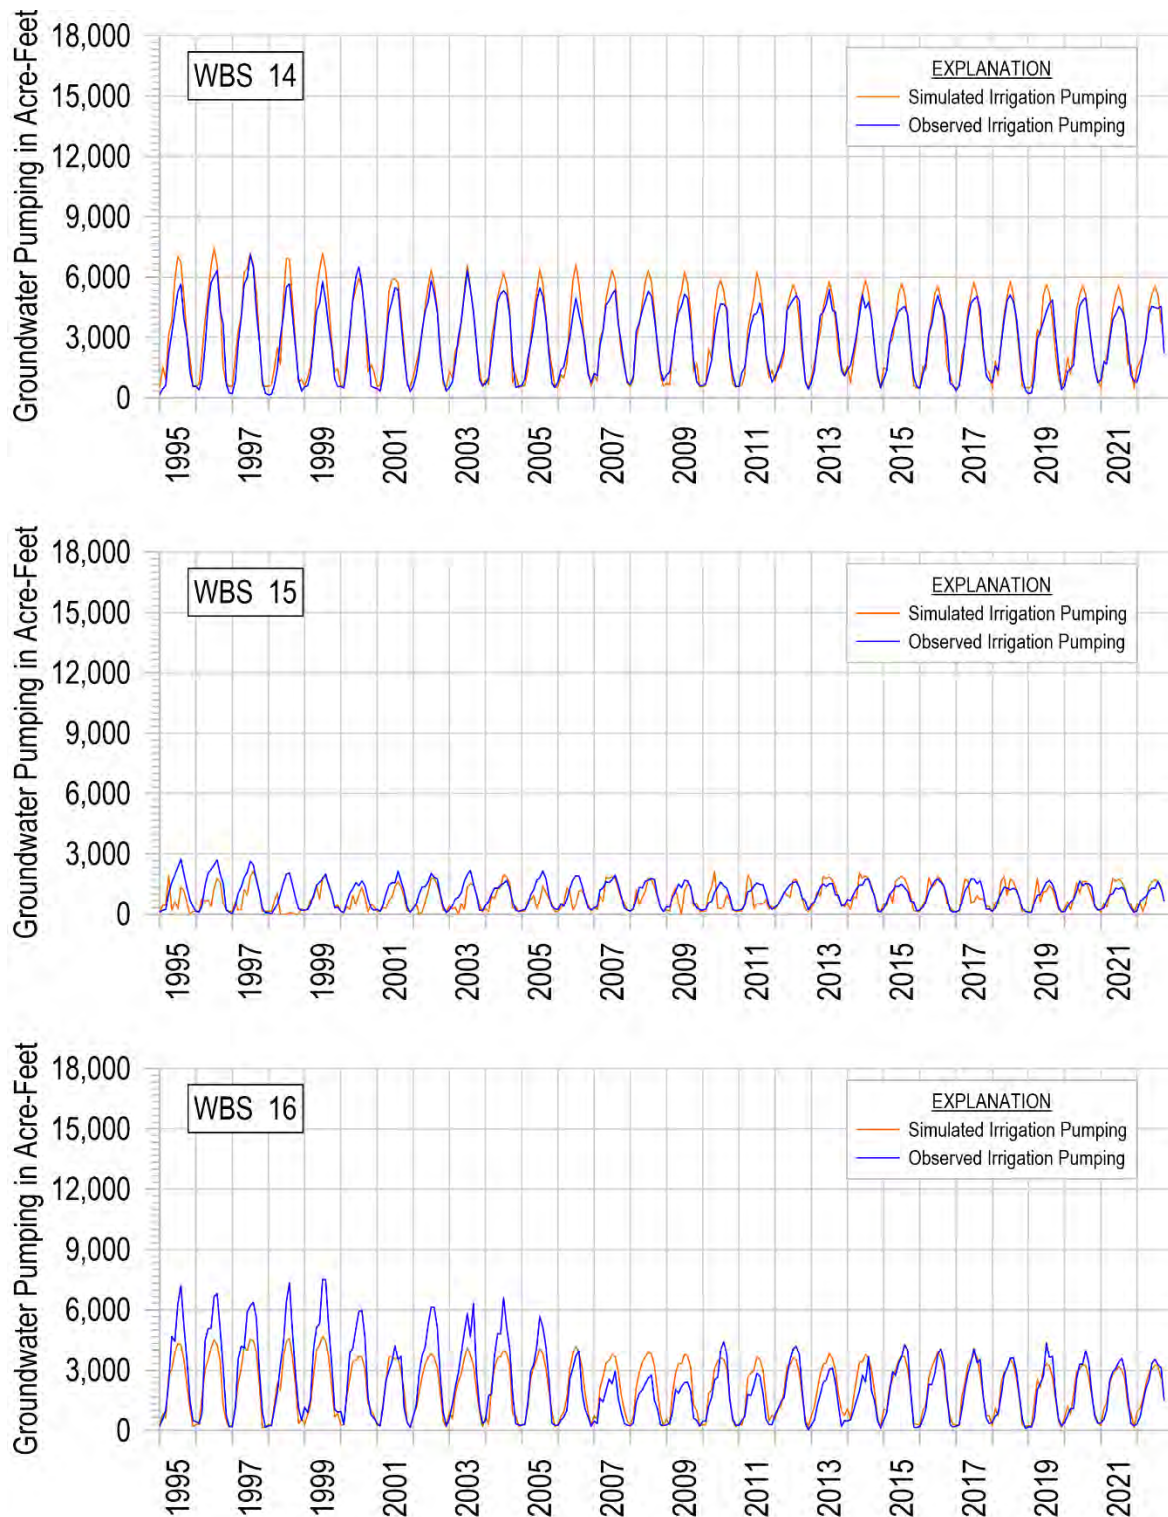 Groundwater Pumping in Acre-Feet
18,000
15,000
12,000
9,000
6,000
3,000
0
WBS 14
EXPLANATION
Simulated Irrigation Pumping
Observed Irrigation Pumping
1995 1997 1999 2001 2003 2005 2007 2009 2011 2013 2015 2017 2019 2021
Groundwater Pumping in Acre-Feet
18,000
15,000
12,000
9,000
6,000
3,000
0
WBS 15
EXPLANATION
Simulated Irrigation Pumping
Observed Irrigation Pumping
1995 1997 1999 2001 2003 2005 2007 2009 2011 2013 2015 2017 2019 2021
Groundwater Pumping in Acre-Feet
18,000
15,000
12,000
9,000
6,000
3,000
0
WBS 16
EXPLANATION
Simulated Irrigation Pumping
Observed Irrigation Pumping
1995 1997 1999 2001 2003 2005 2007 2009 2011 2013 2015 2017 2019 2021